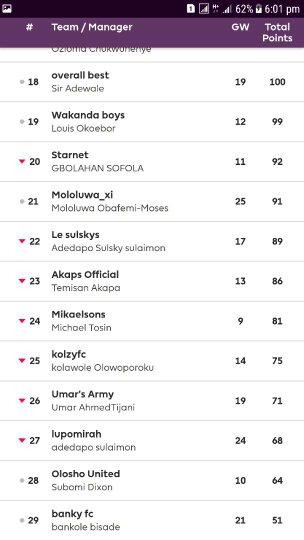 1 62% 6:01 pm
# Team / Manager GW Total Points
Ozioma Chukwunenye
18 overall best 19 100
Sir Adewale
19 Wakanda boys 12 99
Louis Okoebor
20 Starnet 11 92
GBOLAHAN SOFOLA
21 Mololuwa_xi 25 91
Mololuwa Obafemi-Moses
22 Le sulskys 17 89
Adedapo Sulsky sulaimon
23 Akaps Official 13 86
Temisan Akapa
24 Mikaelsons 9 81
Michael Tosin
25 kolzyfc 14 75
kolawole Olowoporoku
26 Umar's Army 19 71
Umar AhmedTijani
27 lupomirah 24 68
adedapo sulaimon
28 Olosho United 10 64
Subomi Dixon
29 banky fc 21 51
bankole bisade